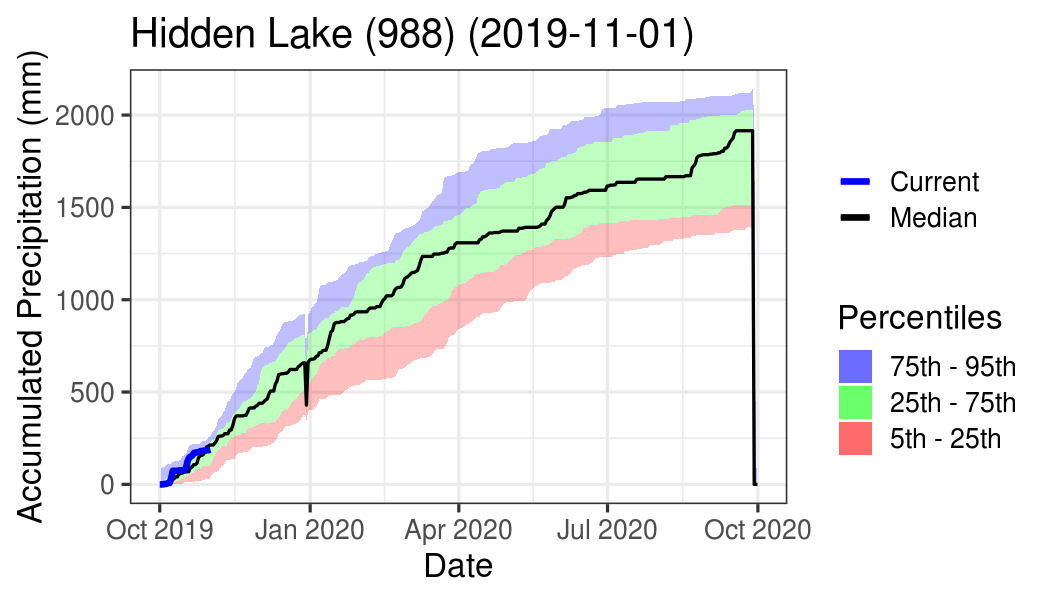 Hidden Lake (988) (2019-11-01)
Accumulated Precipitation (mm)
2000
1500
1000
500
0
Oct 2019
Jan 2020
Apr 2020
Jul 2020
Oct 2020
Date
Current
Median
Percentiles
75th - 95th
25th - 75th
5th - 25th